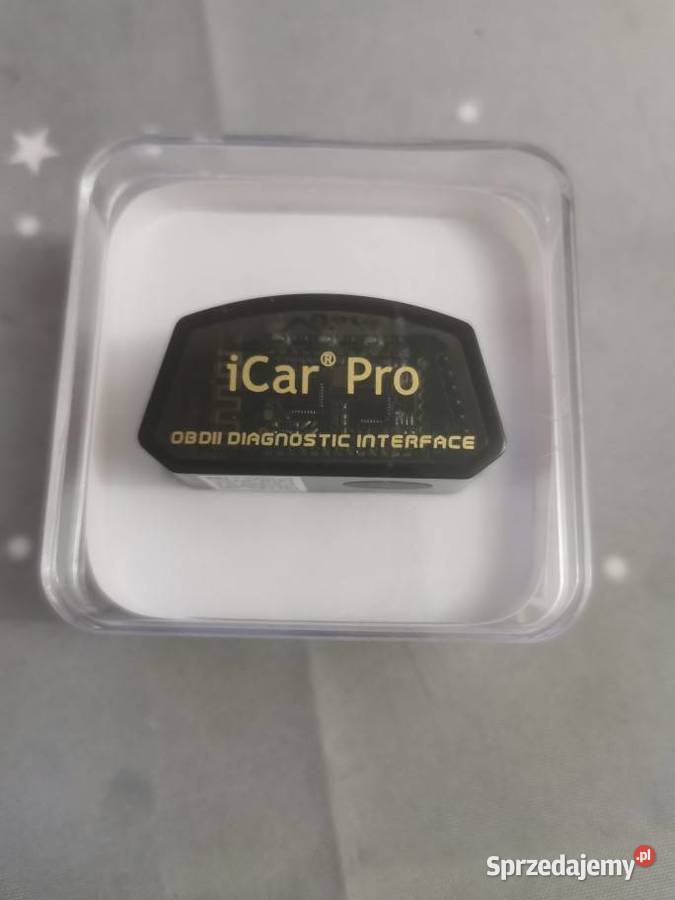 iCar® Pro
OBDII DIAGNOSTIC INTERFACE
Sprzedajemy.pl